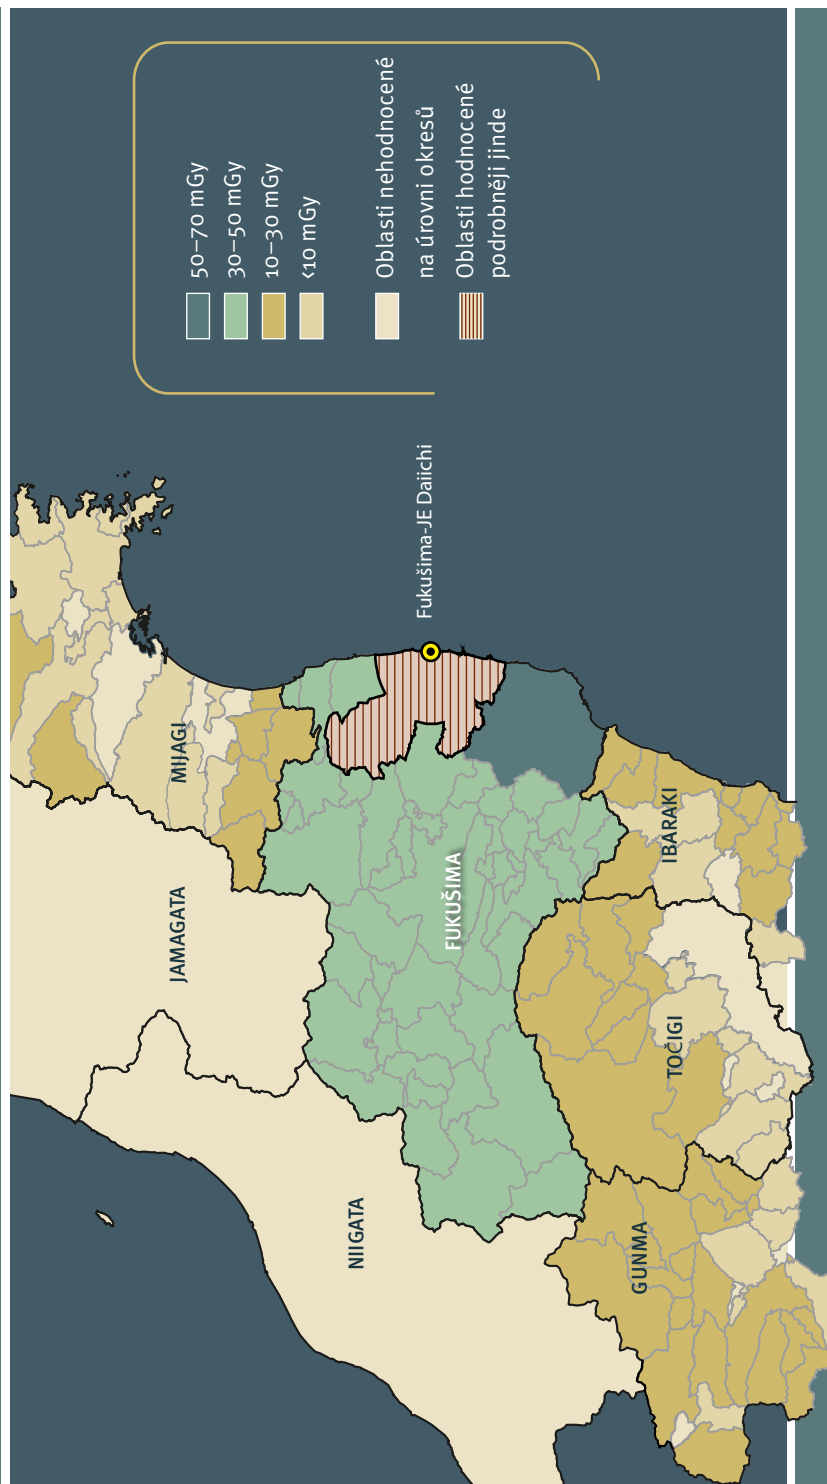 50–70 mGy
30–50 mGy
10–30 mGy
<10 mGy
Oblasti nehodnocené
na úrovni okresů
Oblasti hodnocené
podrobněji jinde
Fukušima-JE Daiichi
MIJAGI
JAMAGATA
FUKUŠIMA
IBARAKI
TOČIGI
NIIGATA
GUNMA